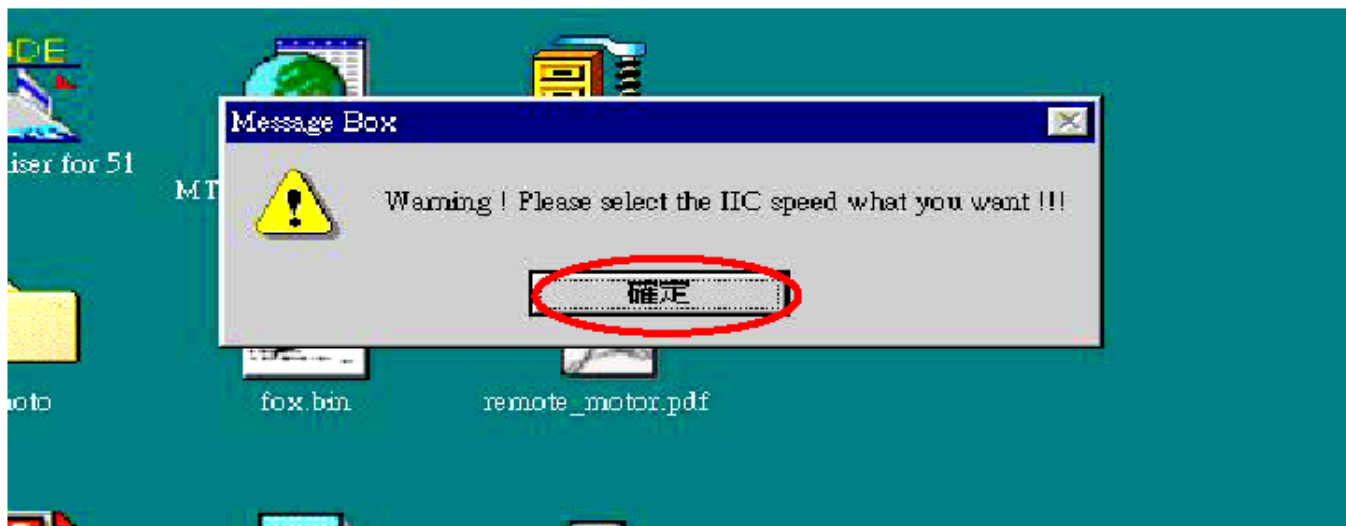 DE
iser for 51
MT
Message Box
Warning ! Please select the IIC speed what you want !!!
確定
oto
fox.bin
remote_motor.pdf